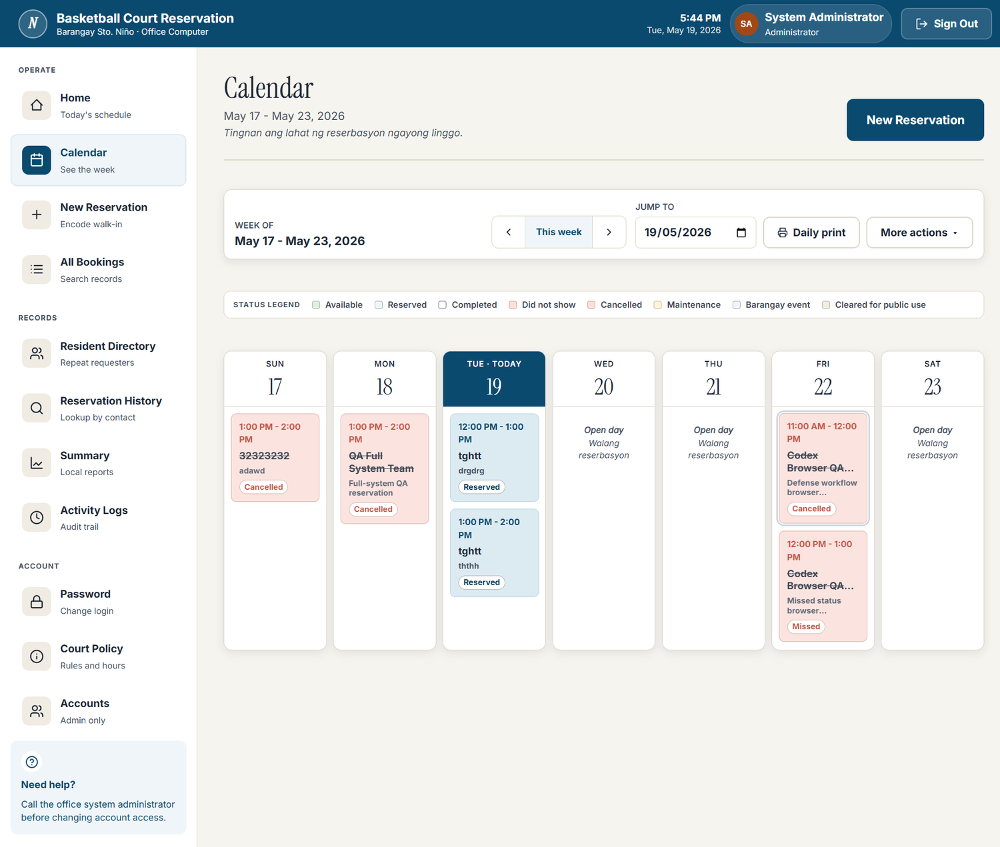 N
Basketball Court Reservation
Barangay Sto. Niño · Office Computer
5:44 PM
Tue, May 19, 2026
SA
System Administrator
Administrator
Sign Out
OPERATE
Home
Today's schedule
Calendar
See the week
New Reservation
Encode walk-in
All Bookings
Search records
RECORDS
Resident Directory
Repeat requesters
Reservation History
Lookup by contact
Summary
Local reports
Activity Logs
Audit trail
ACCOUNT
Password
Change login
Court Policy
Rules and hours
Accounts
Admin only
Need help?
Call the office system administrator
before changing account access.
Calendar
May 17 - May 23, 2026
Tingnan ang lahat ng reserbasyon ngayong linggo.
New Reservation
WEEK OF
May 17 - May 23, 2026
This week
JUMP TO
19/05/2026
Daily print
More actions
STATUS LEGEND
Available
Reserved
Completed
Did not show
Cancelled
Maintenance
Barangay event
Cleared for public use
SUN
17
1:00 PM - 2:00
PM
32323232
adawd
Cancelled
MON
18
1:00 PM - 2:00
PM
QA Full
System Team
Full-system QA
reservation
Cancelled
TUE · TODAY
19
12:00 PM - 1:00
PM
tghtt
drgdrg
Reserved
1:00 PM - 2:00
PM
tghtt
ththh
Reserved
WED
20
Open day
Walang
reserbasyon
THU
21
Open day
Walang
reserbasyon
FRI
22
11:00 AM - 12:00
PM
Codex
Browser QA...
Defense workflow
browser...
Cancelled
12:00 PM - 1:00
PM
Codex
Browser QA...
Missed status
browser...
Missed
SAT
23
Open day
Walang
reserbasyon